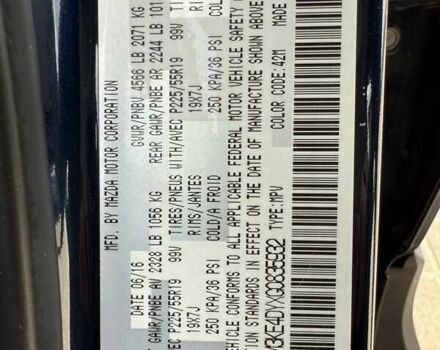 MFD. BY MAZDA MOTOR CORPORATION
06/16 GVWR/PNBV 4566 LB 2071 KG
GAWR/PNBE AV 2328 LB 1056 KG REAR GAWR/PNBE AR 2244 LB
P225/55R19 99V TIRES/PNEUS WITH/AVEC P225/55R19 99V
19X7J RIMS/JANTES 19X7J
250 KPA/36 PSI COLD/A FROID 250 KPA/36 PSI
VEHICLE CONFORMS TO ALL APPLICABLE FEDERAL MOTOR VEHICLE SAFETY
STANDARDS IN EFFECT ON THE DATE OF MANUFACTURE SHOWN ABOVE
TYPE: MPV COLOR CODE: 42M